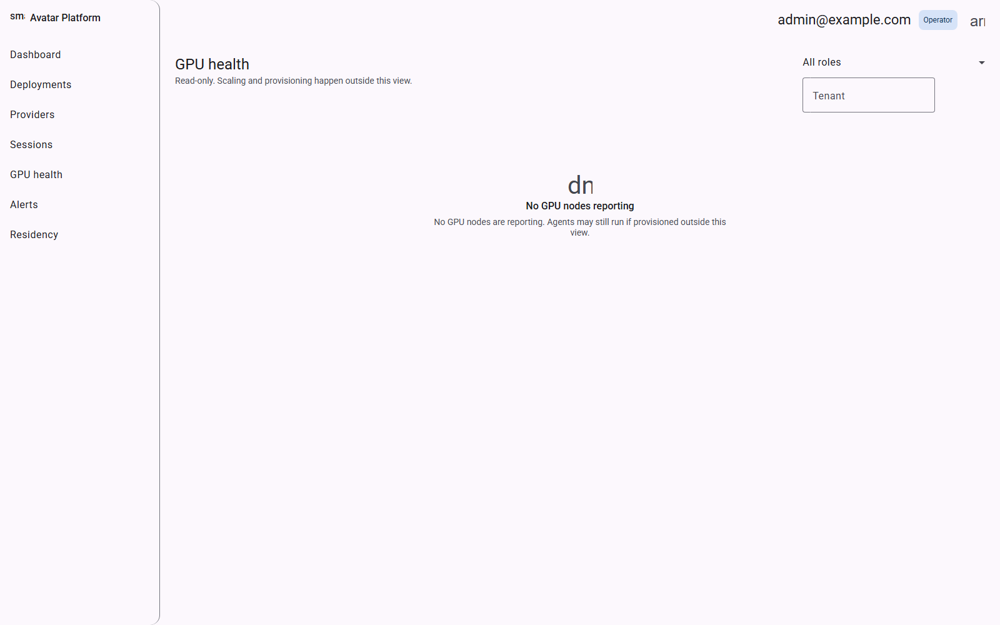 sm
Avatar Platform
admin@example.com
Operator
ar
Dashboard
Deployments
Providers
Sessions
GPU health
Alerts
Residency
GPU health
Read-only. Scaling and provisioning happen outside this view.
All roles
Tenant
dn
No GPU nodes reporting
No GPU nodes are reporting. Agents may still run if provisioned outside this
view.